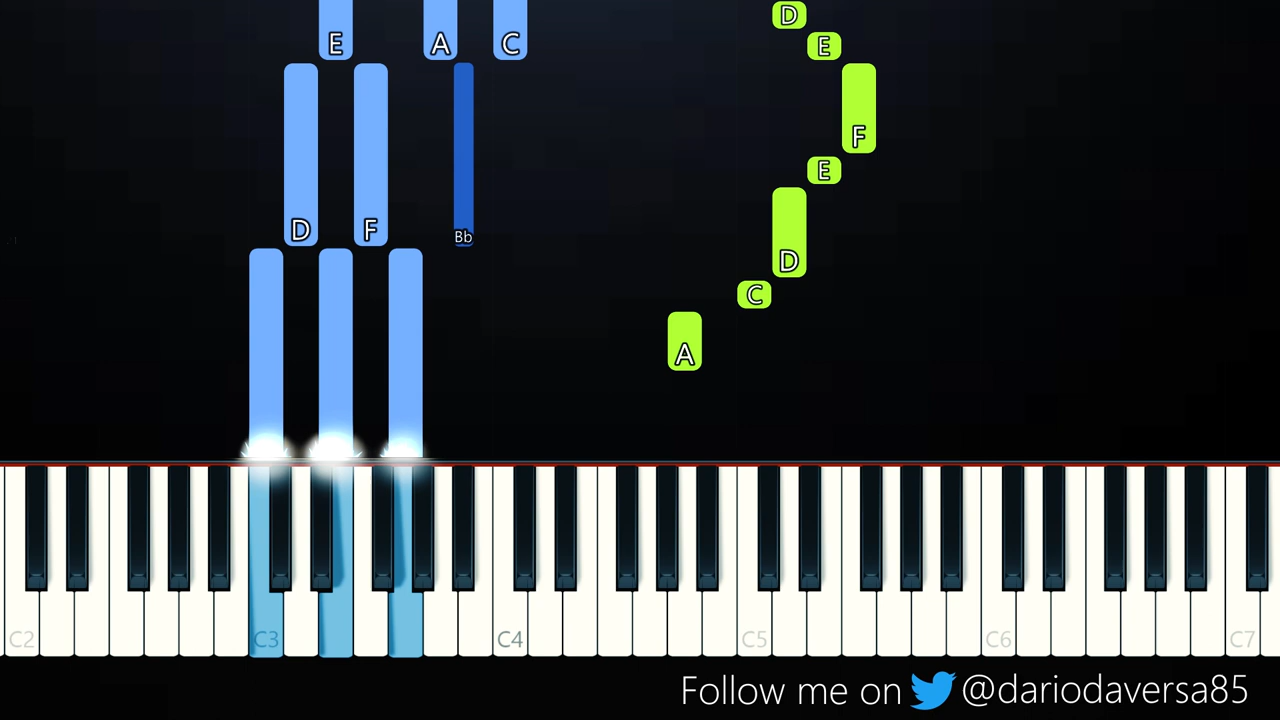 D
E A C
E
F
D F Bb
E
D
C
A
C2 C3 C4 C5 C6 C7
Follow me on @dariodaversa85